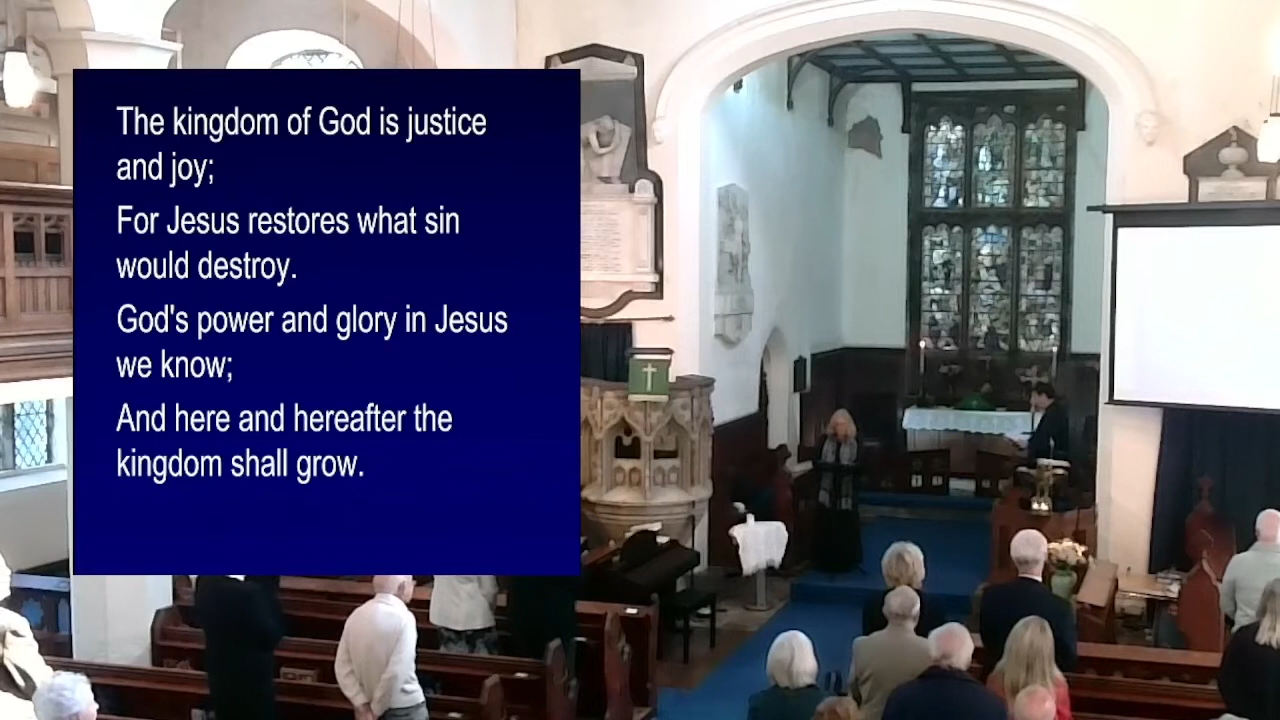 The kingdom of God is justice
and joy;
For Jesus restores what sin
would destroy.
God's power and glory in Jesus
we know;
And here and hereafter the
kingdom shall grow.